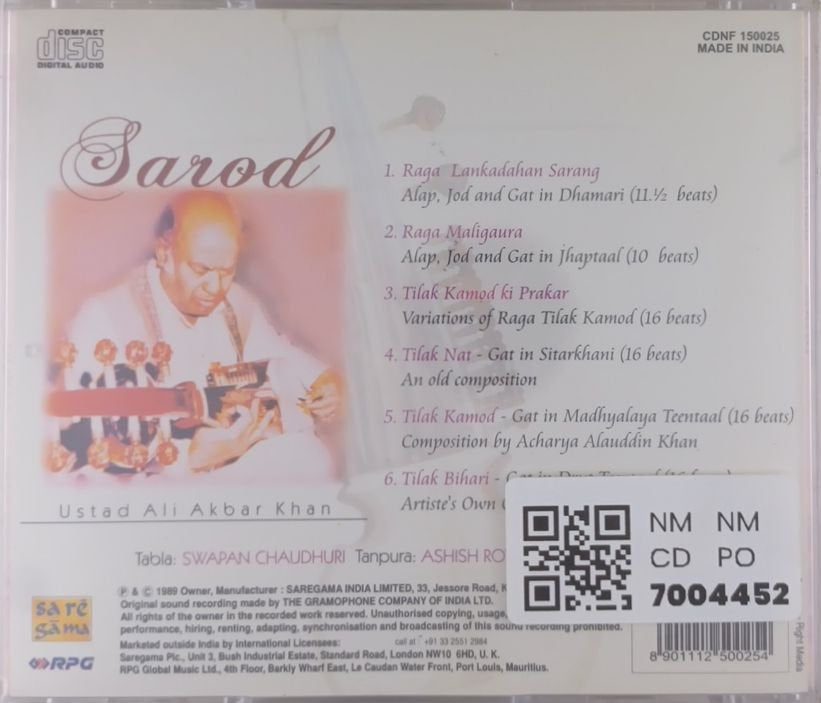 COMPACT
disc
DIGITAL AUDIO
CDNF 150025
MADE IN INDIA
Sarod
1. Raga Lankadahan Sarang
Alap, Jod and Gat in Dhamari (11.½ beats)
2. Raga Maligaura
Alap, Jod and Gat in Jhaptaal (10 beats)
3. Tilak Kamod ki Prakar
Variations of Raga Tilak Kamod (16 beats)
4. Tilak Nat - Gat in Sitarkhani (16 beats)
An old composition
5. Tilak Kamod - Gat in Madhyalaya Teentaal (16 beats)
Composition by Acharya Alauddin Khan
6. Tilak Bihari -
Artiste's Own
Ustad Ali Akbar Khan
Tabla: SWAPAN CHAUDHURI Tanpura: ASHISH
NM NM
CD PO
7004452
sa rē
gāma
RPG
℗ & © 1989 Owner, Manufacturer : SAREGAMA INDIA LIMITED, 33, Jessore Road,
Original sound recording made by THE GRAMOPHONE COMPANY OF INDIA LTD.
All rights of the owner in the recorded work reserved. Unauthorised copying, usage,
performance, hiring, renting, adapting, synchronisation and broadcasting of this sound recording prohibited.
Marketed outside India by International Licensees: call at +91 33 2551 2984
Saregama Plc., Unit 3, Bush Industrial Estate, Standard Road, London NW10 6HD, U. K.
RPG Global Music Ltd., 4th Floor, Barkly Wharf East, Le Caudan Water Front, Port Louis, Mauritius.
8 901112 500254
Right Media